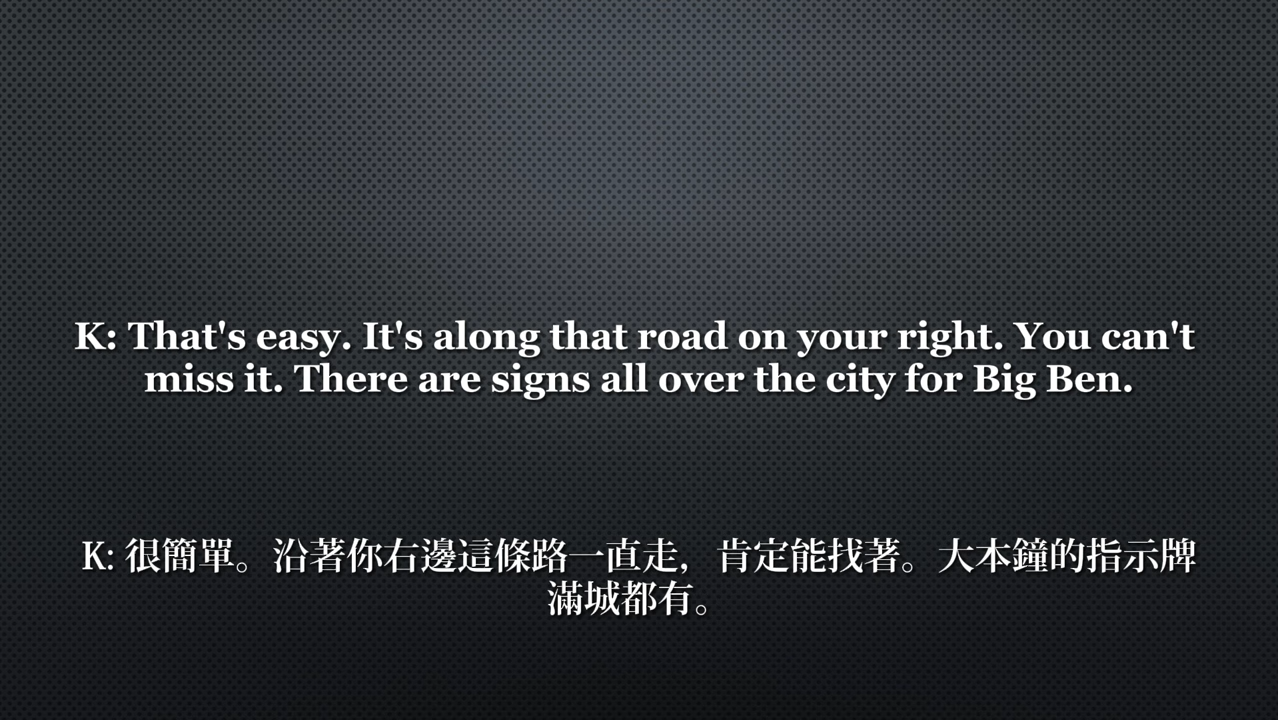 K: That's easy. It's along that road on your right. You can't
miss it. There are signs all over the city for Big Ben.
K: 很簡單。沿著你右邊這條路一直走，肯定能找著。大本鐘的指示牌
滿城都有。